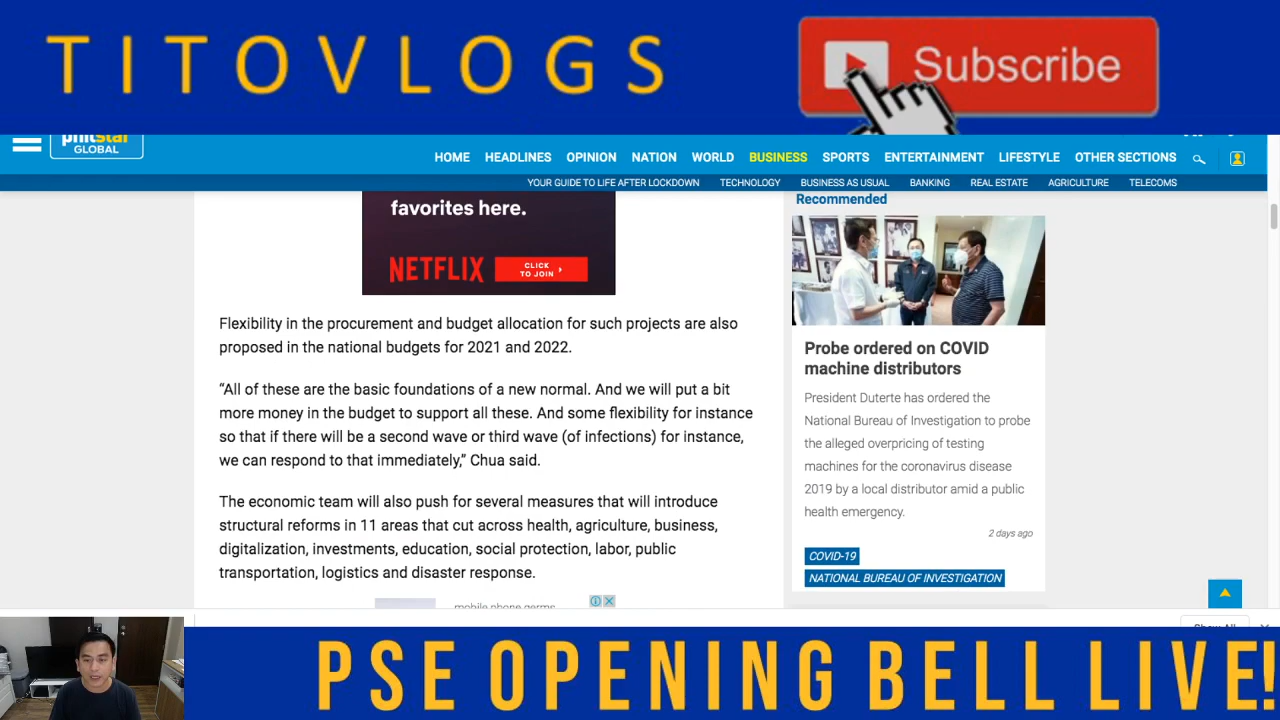 TITOVLOGS
Subscribe
philstar
GLOBAL
HOME HEADLINES OPINION NATION WORLD BUSINESS SPORTS ENTERTAINMENT LIFESTYLE OTHER SECTIONS
YOUR GUIDE TO LIFE AFTER LOCKDOWN TECHNOLOGY BUSINESS AS USUAL BANKING REAL ESTATE AGRICULTURE TELECOMS
favorites here.
NETFLIX
CLICK
TO JOIN
Flexibility in the procurement and budget allocation for such projects are also
proposed in the national budgets for 2021 and 2022.
“All of these are the basic foundations of a new normal. And we will put a bit
more money in the budget to support all these. And some flexibility for instance
so that if there will be a second wave or third wave (of infections) for instance,
we can respond to that immediately,” Chua said.
The economic team will also push for several measures that will introduce
structural reforms in 11 areas that cut across health, agriculture, business,
digitalization, investments, education, social protection, labor, public
transportation, logistics and disaster response.
mobile phone germs
Recommended
Probe ordered on COVID
machine distributors
President Duterte has ordered the
National Bureau of Investigation to probe
the alleged overpricing of testing
machines for the coronavirus disease
2019 by a local distributor amid a public
health emergency.
2 days ago
COVID-19
NATIONAL BUREAU OF INVESTIGATION
Show All
PSE OPENING BELL LIVE!